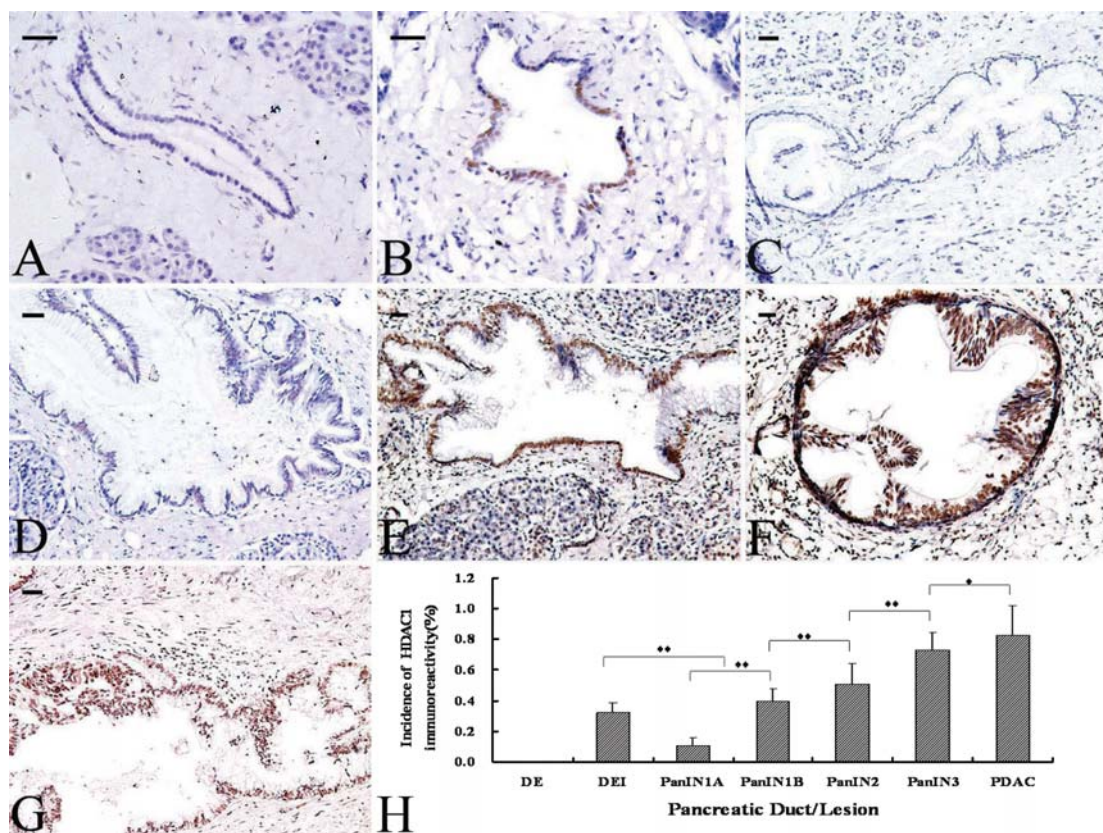 A
B
C
D
E
F
G
H
Incidence of HDAC1
immunoreactivity(%)
1.2
1.0
0.8
0.6
0.4
0.2
0.0
DE DEI PanIN1A PanIN1B PanIN2 PanIN3 PDAC
Pancreatic Duct/Lesion